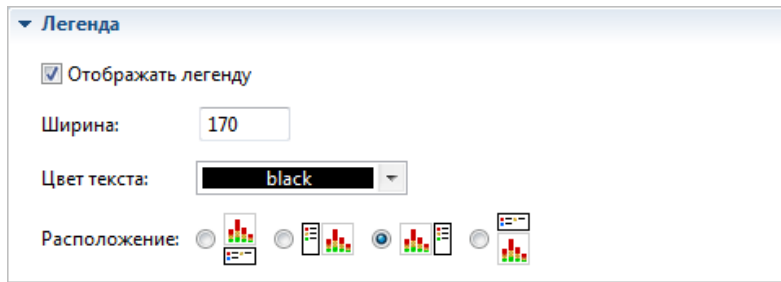 Легенда
Отображать легенду
Ширина: 170
Цвет текста: black
Расположение: